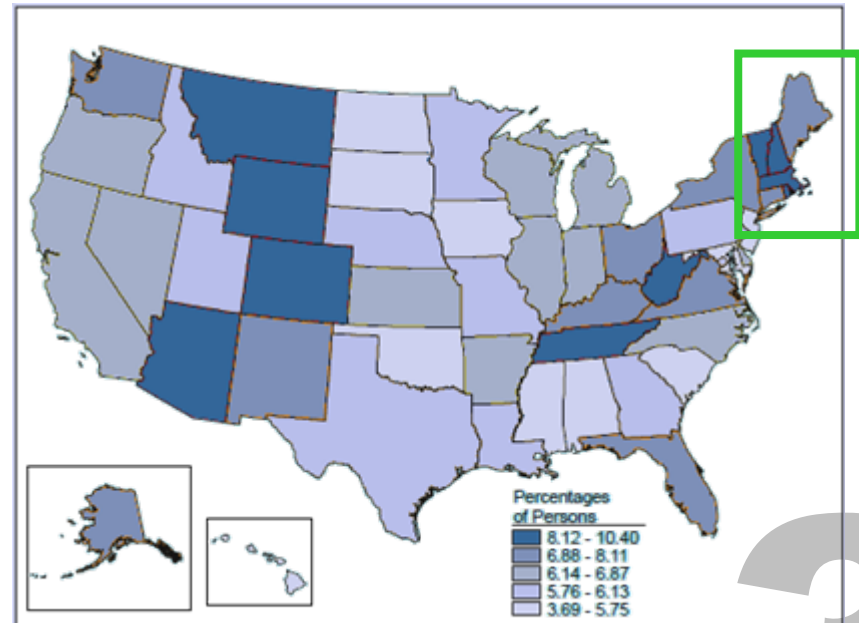 Percentages
of Persons
8.12 - 10.40
6.88 - 8.11
6.14 - 6.87
5.76 - 6.13
3.69 - 5.75